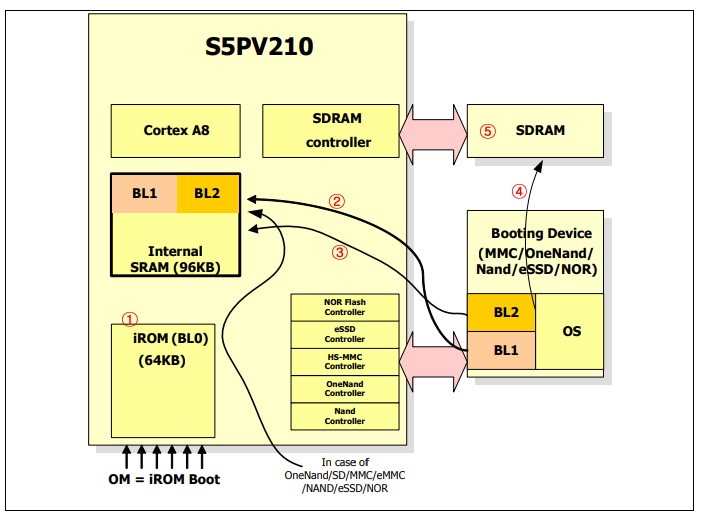 S5PV210
Cortex A8
SDRAM
controller
⑤ SDRAM
BL1 BL2
Internal
SRAM (96KB)
②
③
④
Booting Device
(MMC/OneNand/
Nand/eSSD/NOR)
BL2
BL1
OS
①
iROM (BL0)
(64KB)
NOR Flash
Controller
eSSD
Controller
HS-MMC
Controller
OneNand
Controller
Nand
Controller
OM = iROM Boot
In case of
OneNand/SD/MMC/eMMC
/NAND/eSSD/NOR